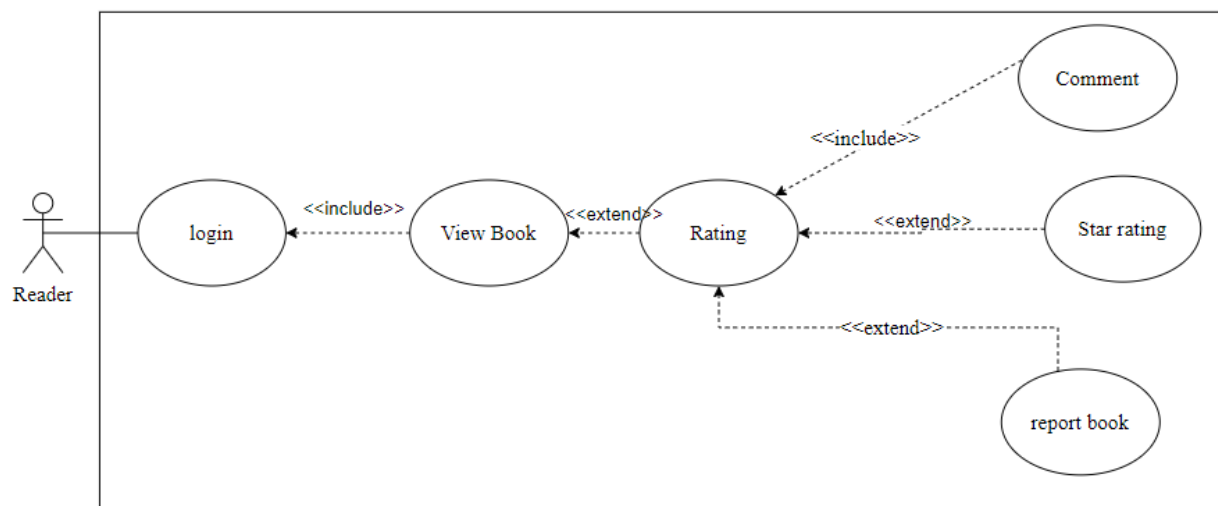 Comment
<<include>>
<<include>>
<<extend>>
<<extend>>
login
View Book
Rating
Star rating
Reader
<<extend>>
report book